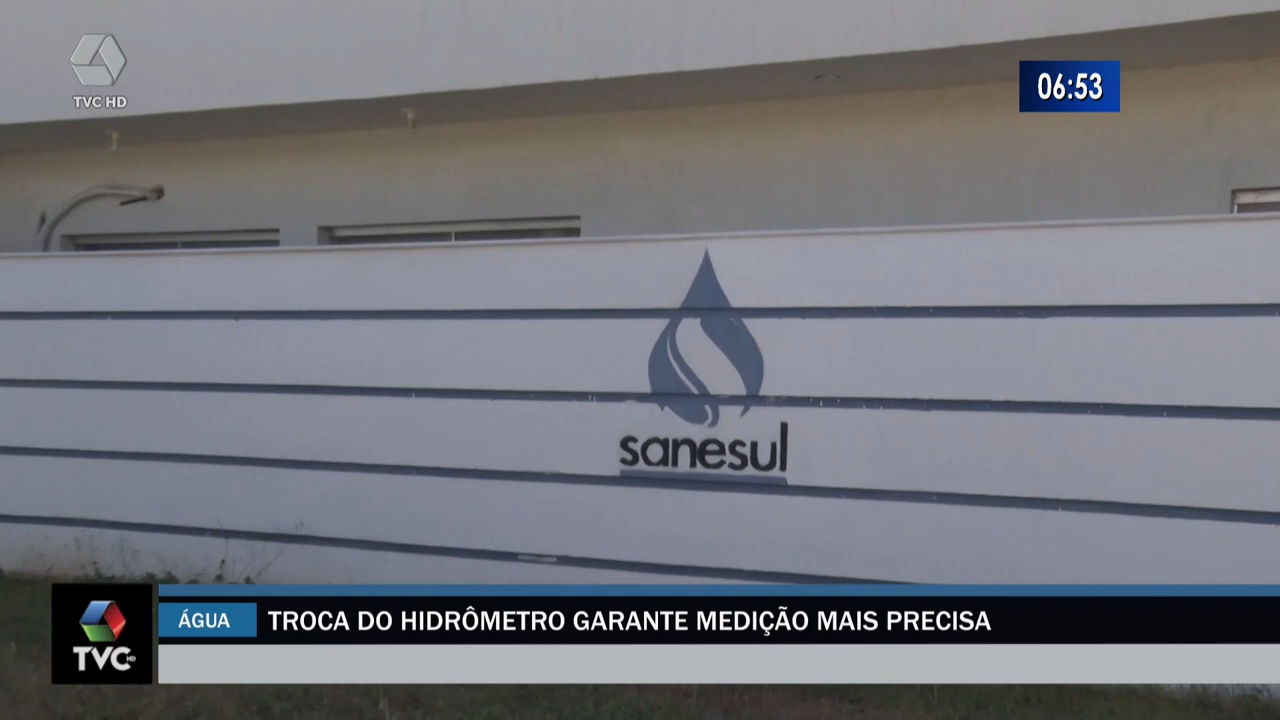 TVC HD
06:53
sanesul
ÁGUA
TROCA DO HIDRÔMETRO GARANTE MEDIÇÃO MAIS PRECISA
TVC HD